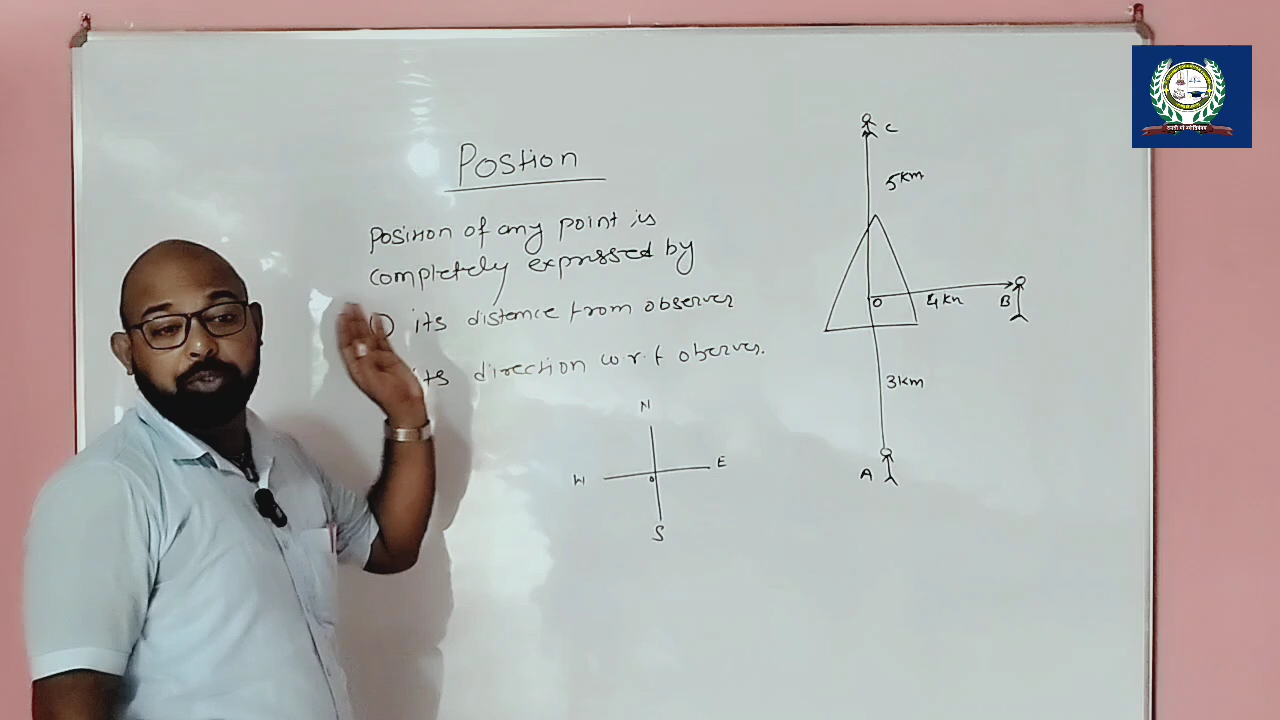 Postion
Position of any point is
completely expressed by
① its distance from observer
its direction w.r.t observer.
N
W
E
o
S
C
5km
O
4km
B
3km
A